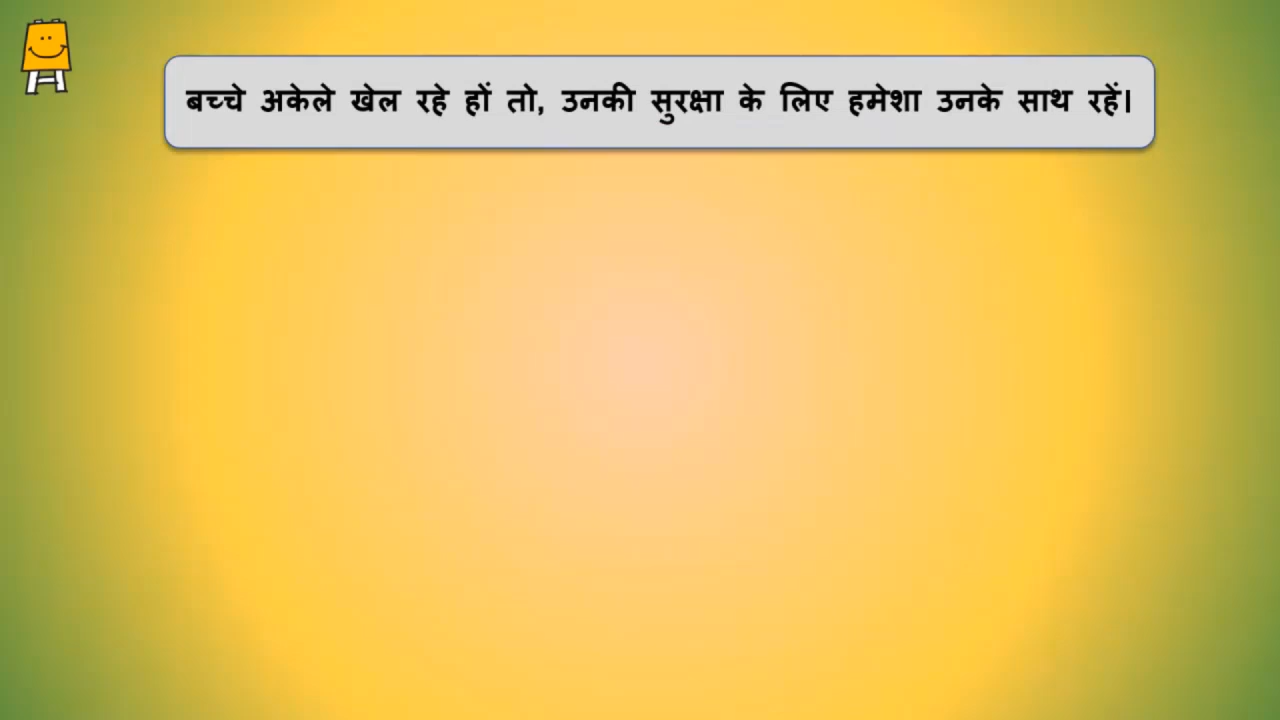 बच्चे अकेले खेल रहे हों तो, उनकी सुरक्षा के लिए हमेशा उनके साथ रहें।